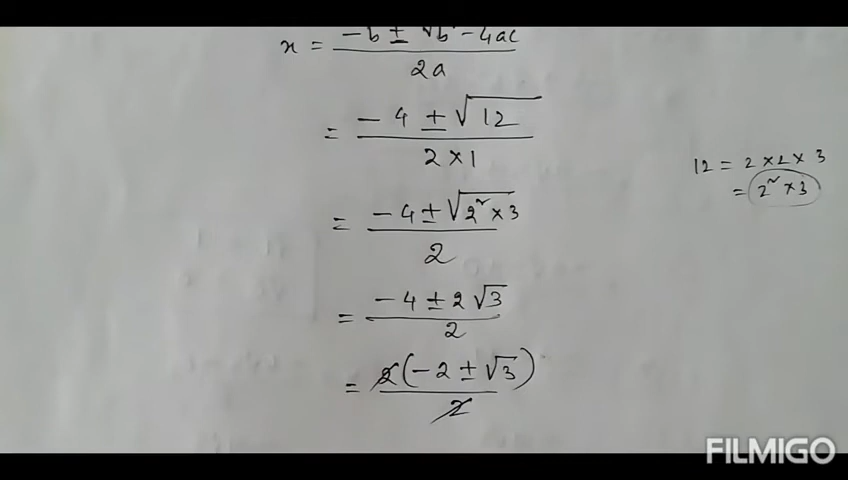 x = (-b ± √b² - 4ac) / 2a
= (-4 ± √12) / (2 × 1)
12 = 2 × 2 × 3
= 2² × 3
= (-4 ± √2² × 3) / 2
= (-4 ± 2√3) / 2
= 2(-2 ± √3) / 2
FILMIGO